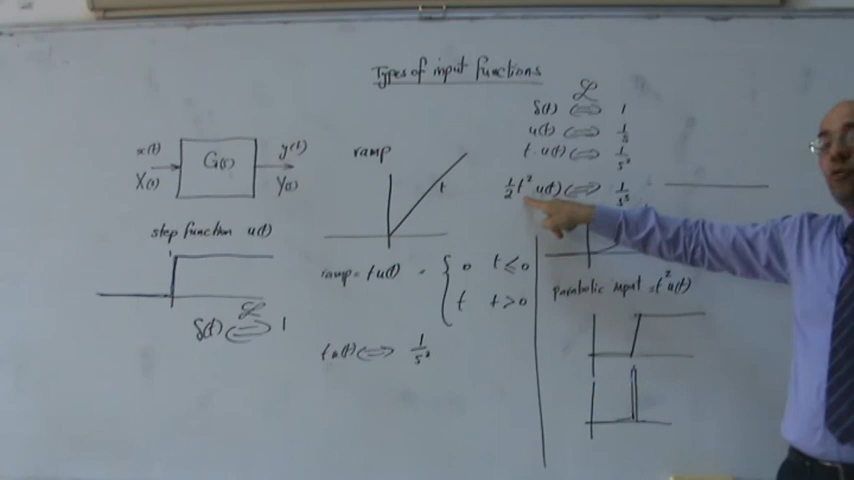 Types of input functions
x(t)
y(t)
G(s)
X(s)
Y(s)
step function u(t)
1
δ(t) ⇔ 1
ℒ
ramp
t
ramp = t u(t) = { 0 t ≤ 0
t t > 0
t u(t) ⇔ 1/s²
ℒ
δ(t) ⇔ 1
u(t) ⇔ 1/s
t . u(t) ⇔ 1/s²
1/2 t² u(t) ⇔ 1/s³
parabolic input = t² u(t)